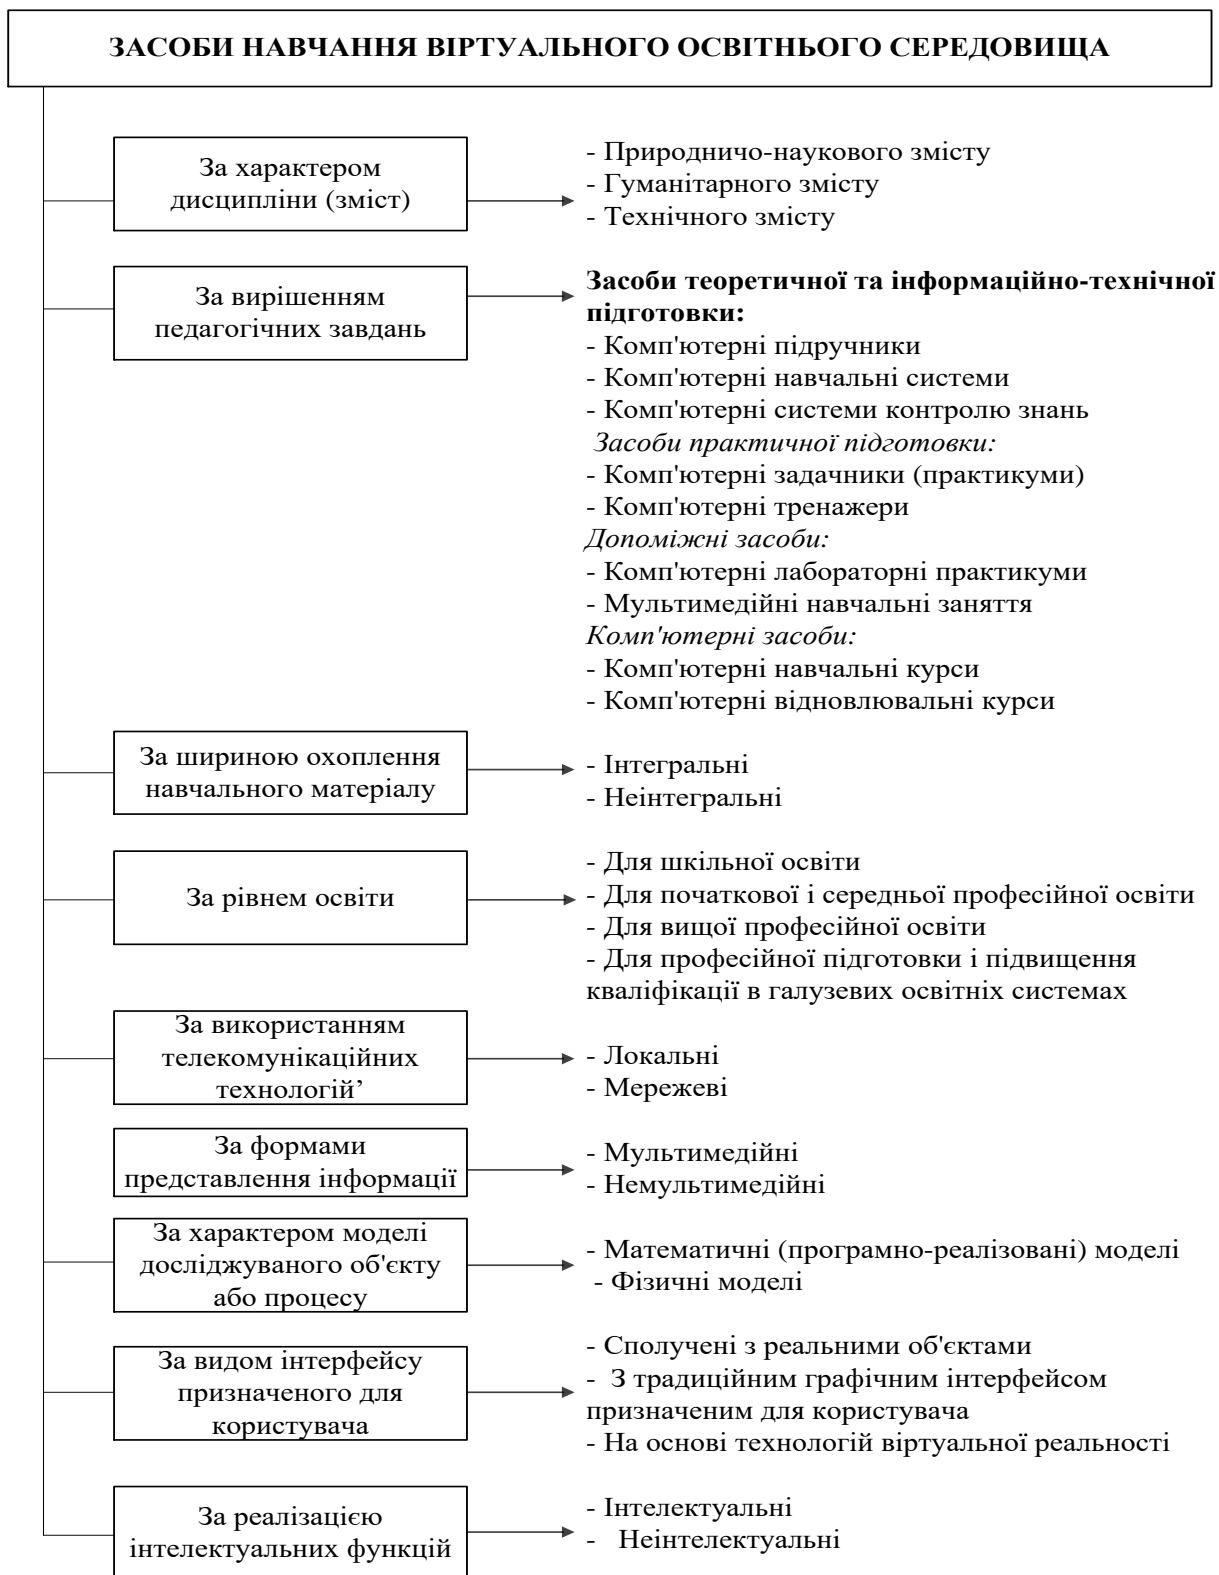 ЗАСОБИ НАВЧАННЯ ВІРТУАЛЬНОГО ОСВІТНЬОГО СЕРЕДОВИЩА
За характером
дисципліни (зміст)
- Природничо-наукового змісту
- Гуманітарного змісту
- Технічного змісту
За вирішенням
педагогічних завдань
Засоби теоретичної та інформаційно-технічної
підготовки:
- Комп'ютерні підручники
- Комп'ютерні навчальні системи
- Комп'ютерні системи контролю знань
Засоби практичної підготовки:
- Комп'ютерні задачники (практикуми)
- Комп'ютерні тренажери
Допоміжні засоби:
- Комп'ютерні лабораторні практикуми
- Мультимедійні навчальні заняття
Комп'ютерні засоби:
- Комп'ютерні навчальні курси
- Комп'ютерні відновлювальні курси
За шириною охоплення
навчального матеріалу
- Інтегральні
- Неінтегральні
За рівнем освіти
- Для шкільної освіти
- Для початкової і середньої професійної освіти
- Для вищої професійної освіти
- Для професійної підготовки і підвищення
кваліфікації в галузевих освітніх системах
За використанням
телекомунікаційних
технологій’
- Локальні
- Мережеві
За формами
представлення інформації
- Мультимедійні
- Немультимедійні
За характером моделі
досліджуваного об'єкту
або процесу
- Математичні (програмно-реалізовані) моделі
- Фізичні моделі
За видом інтерфейсу
призначеного для
користувача
- Сполучені з реальними об'єктами
- З традиційним графічним інтерфейсом
призначеним для користувача
- На основі технологій віртуальної реальності
За реалізацією
інтелектуальних функцій
- Інтелектуальні
- Неінтелектуальні